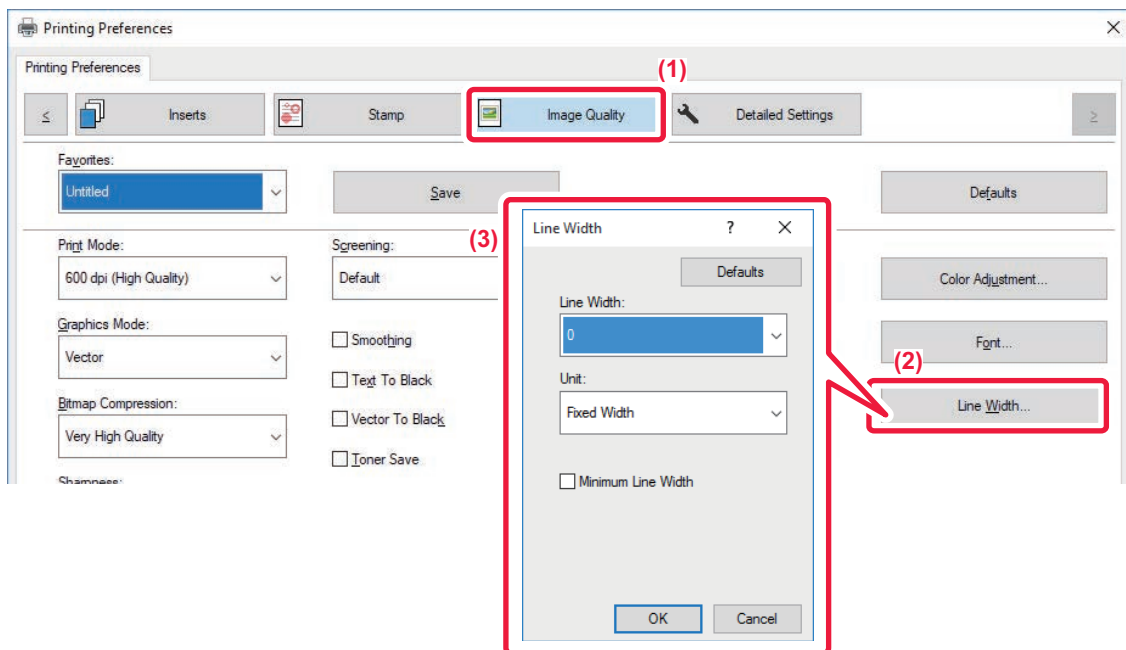 Printing Preferences
Printing Preferences
(1)
≤ Inserts Stamp Image Quality Detailed Settings ≥
Favorites:
Untitled Save Defaults
(3)
Print Mode: Screening:
600 dpi (High Quality) Default Color Adjustment...
Graphics Mode:
Vector Smoothing Font...
Text To Black
(2)
Bitmap Compression: Vector To Black Line Width...
Very High Quality
Toner Save
Sharpness:
Line Width ?
Defaults
Line Width:
0
Unit:
Fixed Width
Minimum Line Width
OK Cancel